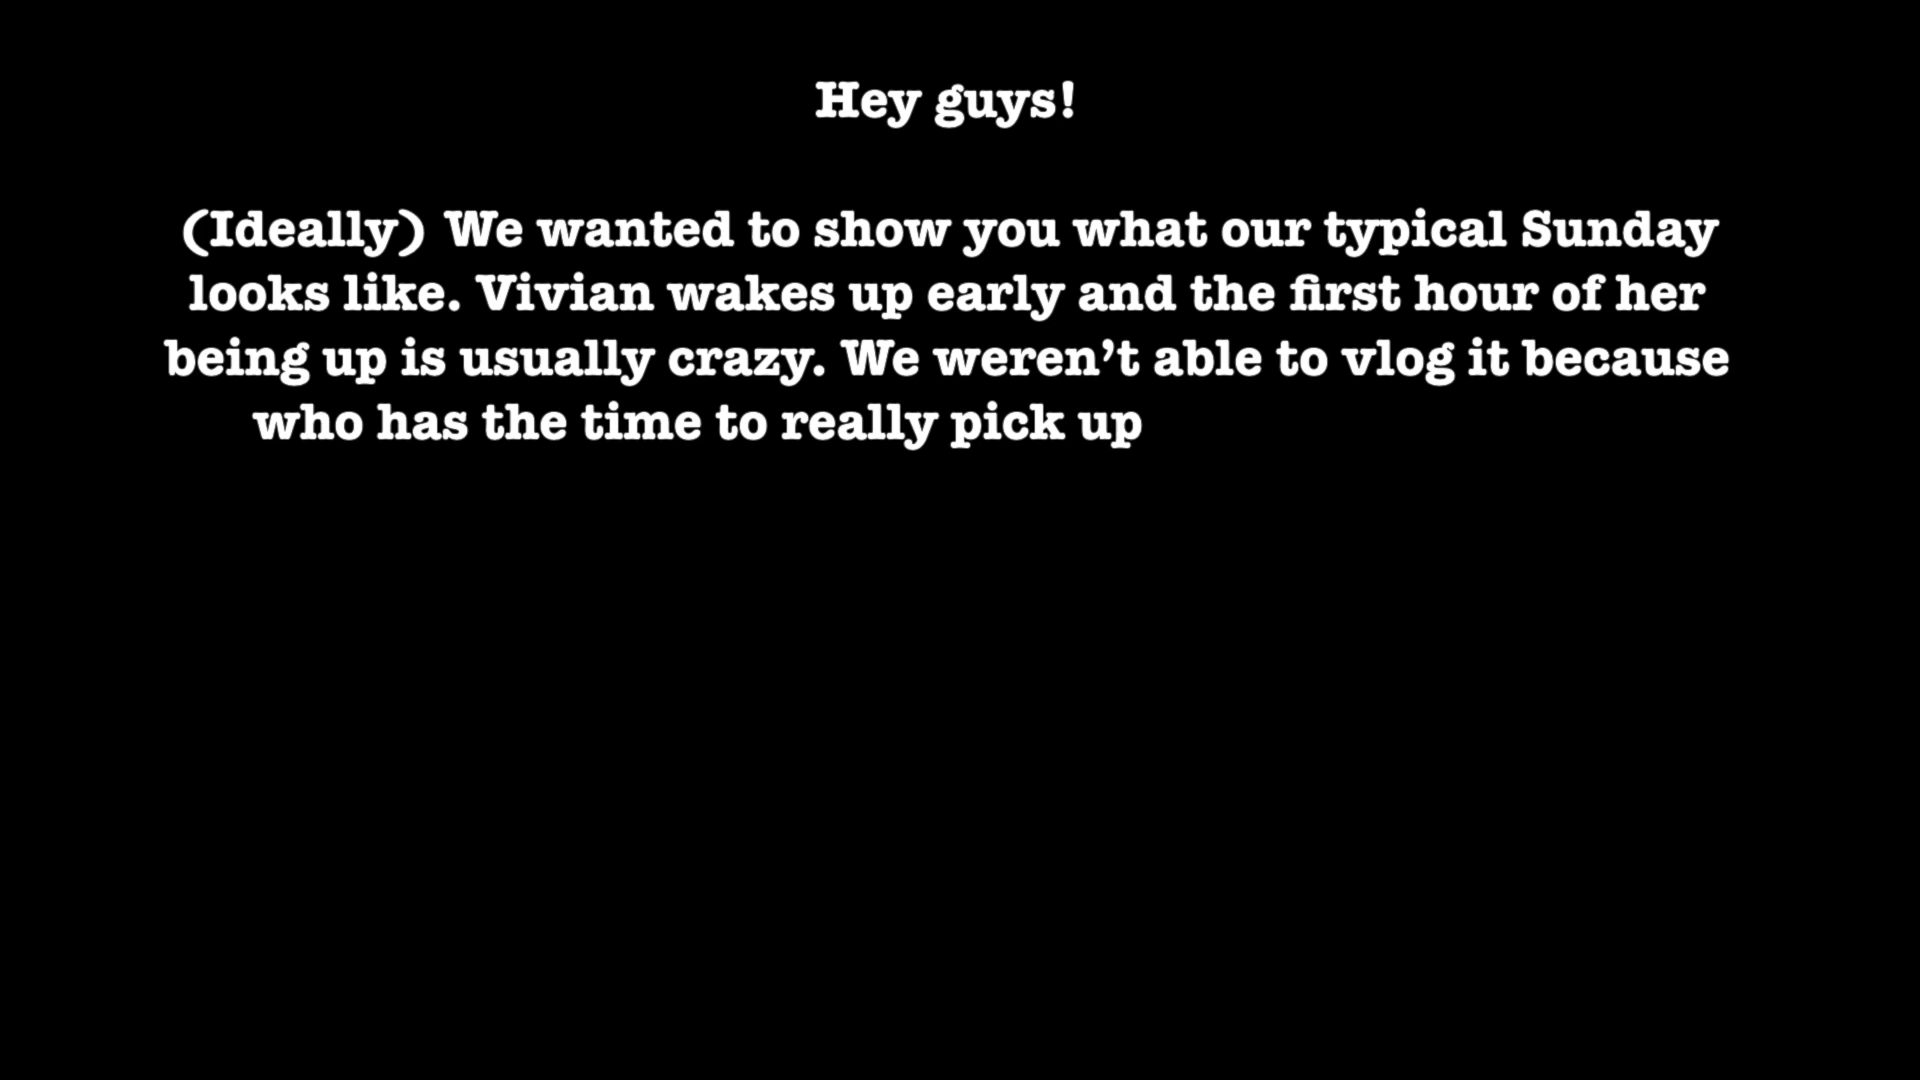 Hey guys!
(Ideally) We wanted to show you what our typical Sunday
looks like. Vivian wakes up early and the first hour of her
being up is usually crazy. We weren’t able to vlog it because
who has the time to really pick up